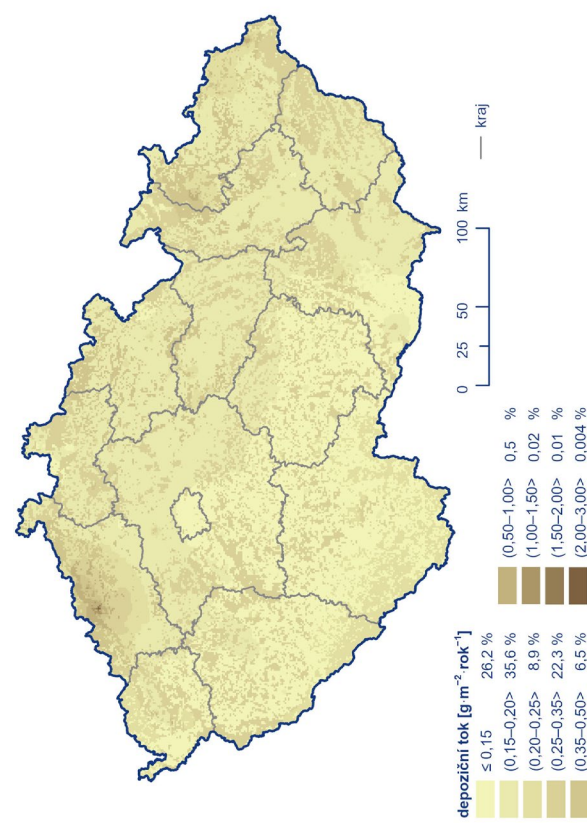 depoziční tok [g·m⁻²·rok⁻¹]
≤ 0,15 26,2 %
(0,15–0,20> 35,6 %
(0,20–0,25> 8,9 %
(0,25–0,35> 22,3 %
(0,35–0,50> 6,5 %
(0,50–1,00> 0,5 %
(1,00–1,50> 0,02 %
(1,50–2,00> 0,01 %
(2,00–3,00> 0,004 %
0 25 50 100 km
kraj